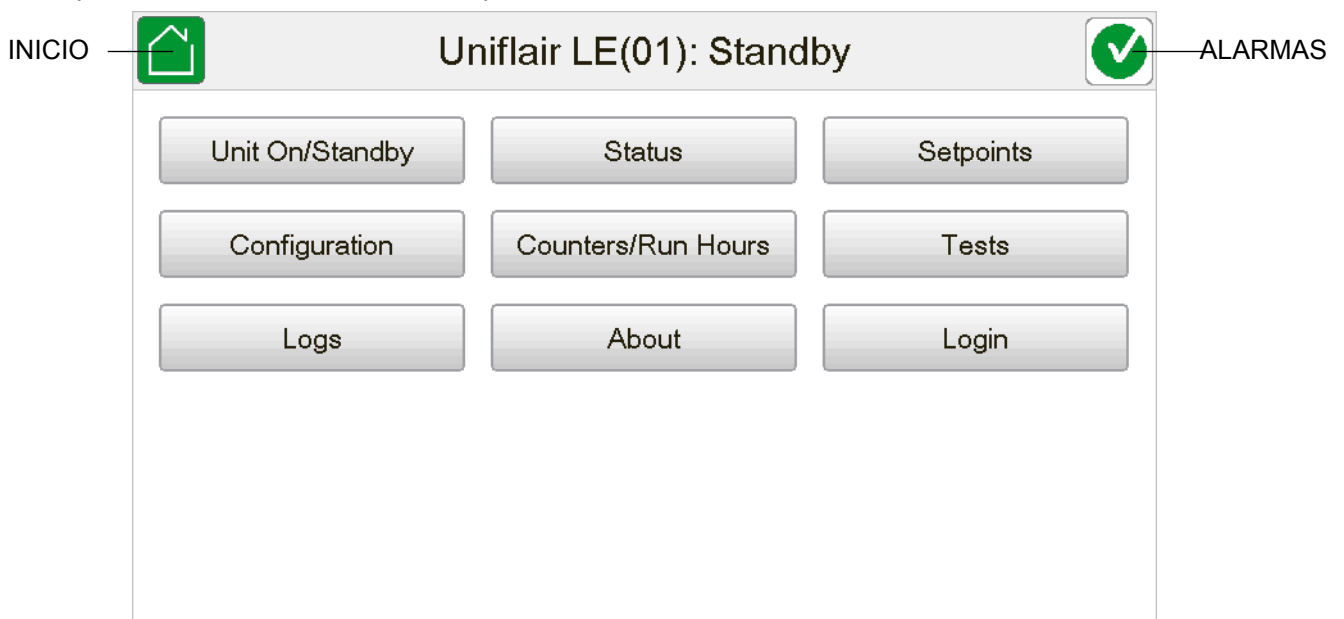 INICIO
Uniflair LE(01): Standby
ALARMAS
Unit On/Standby
Status
Setpoints
Configuration
Counters/Run Hours
Tests
Logs
About
Login